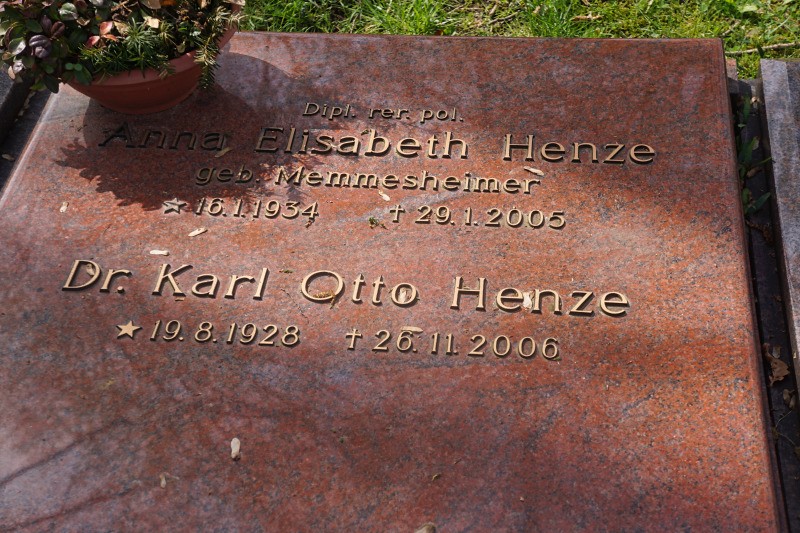 Dipl. rer. pol.
Anna Elisabeth Henze
geb. Memmesheimer
☆ 16.1.1934 † 29.1.2005
Dr. Karl Otto Henze
☆ 19.8.1928 † 26.11.2006